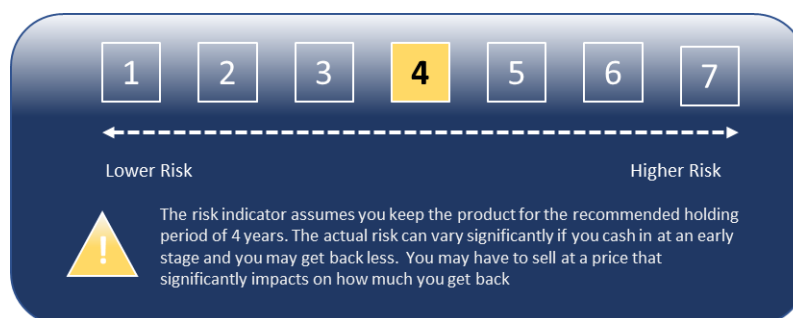 1 2 3 4 5 6 7
Lower Risk Higher Risk
!
The risk indicator assumes you keep the product for the recommended holding
period of 4 years. The actual risk can vary significantly if you cash in at an early
stage and you may get back less. You may have to sell at a price that
significantly impacts on how much you get back